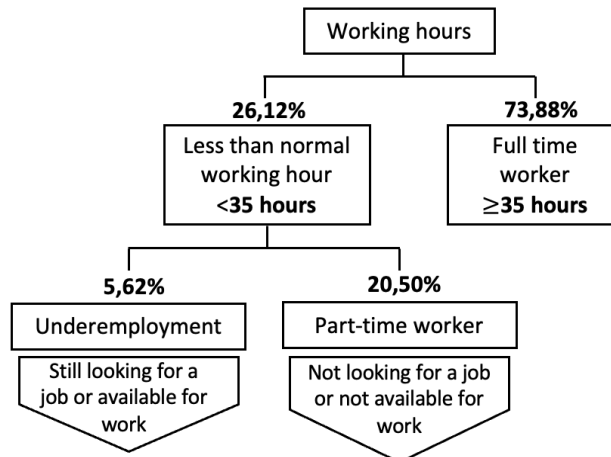 Working hours
26,12%
Less than normal
working hour
<35 hours
73,88%
Full time
worker
≥35 hours
5,62%
Underemployment
Still looking for a
job or available for
work
20,50%
Part-time worker
Not looking for a job
or not available for
work